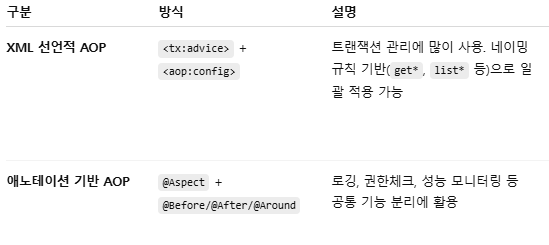 구분 방식 설명
XML 선언적 AOP <tx:advice> + 트랜잭션 관리에 많이 사용. 네이밍
<aop:config> 규칙 기반(get*, list* 등)으로 일
괄 적용 가능
애노테이션 기반 AOP @Aspect + 로깅, 권한체크, 성능 모니터링 등
@Before/@After/@Around 공통 기능 분리에 활용